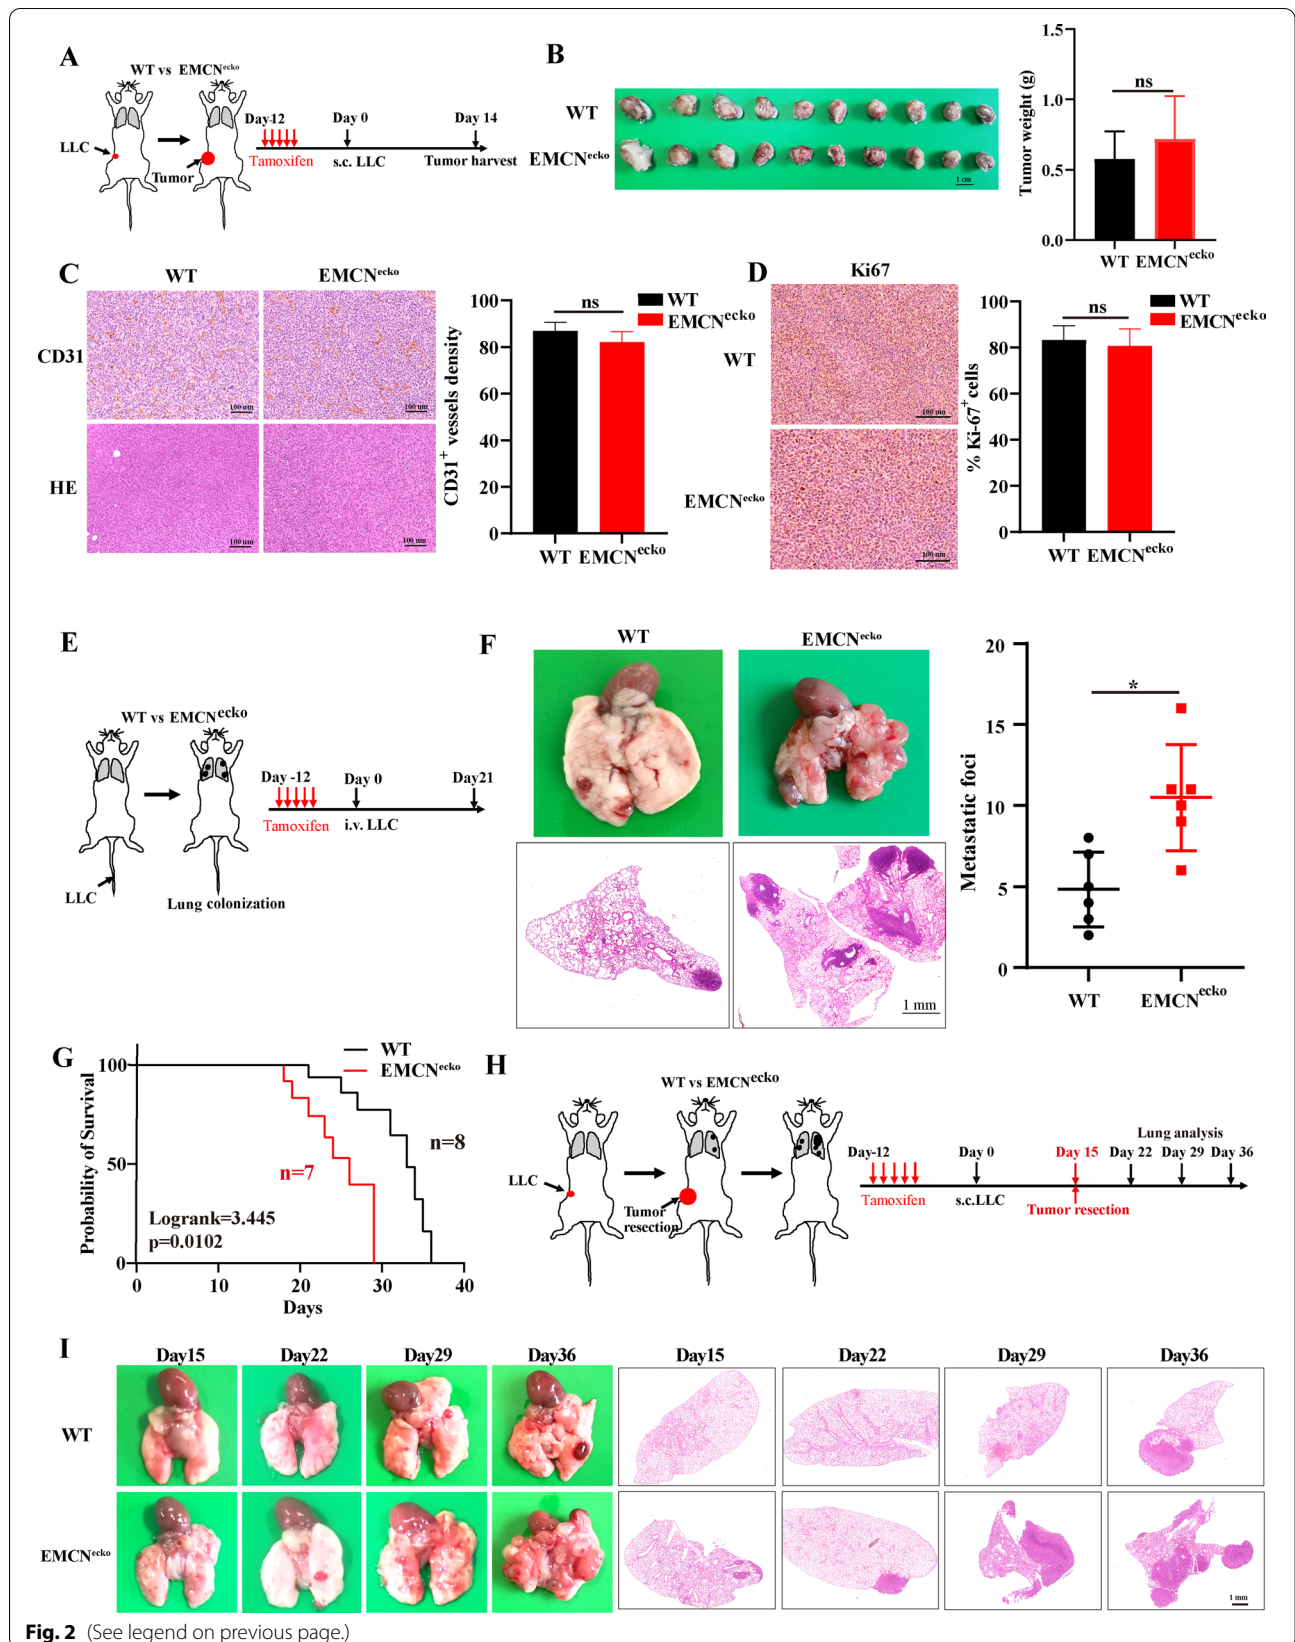 A
WT vs EMCNecko
LLC
Tumor
Day-12
Day 0
Day 14
Tamoxifen
s.c. LLC
Tumor harvest
B
WT
EMCNecko
1 cm
Tumor weight (g)
1.5
1.0
0.5
0.0
ns
WT EMCNecko
C
WT
EMCNecko
CD31
HE
100 um
100 um
100 um
100 um
CD31+ vessels density
100
80
60
40
20
0
ns
WT
EMCNecko
WT EMCNecko
D
Ki67
WT
EMCNecko
100 um
100 um
% Ki-67+ cells
100
80
60
40
20
0
ns
WT
EMCNecko
WT EMCNecko
E
WT vs EMCNecko
LLC
Lung colonization
Day -12
Day 0
Day21
Tamoxifen
i.v. LLC
F
WT
EMCNecko
1 mm
Metastatic foci
20
15
10
5
0
*
WT
EMCNecko
G
Probability of Survival
100
50
0
WT
EMCNecko
n=8
n=7
Logrank=3.445
p=0.0102
0 10 20 30 40
Days
H
WT vs EMCNecko
LLC
Tumor
resection
Lung analysis
Day-12
Day 0
Day 15
Day 22
Day 29
Day 36
Tamoxifen
s.c.LLC
Tumor resection
I
Day15 Day22 Day29 Day36 Day15 Day22 Day29 Day36
WT
EMCNecko
1 mm
Fig. 2 (See legend on previous page.)